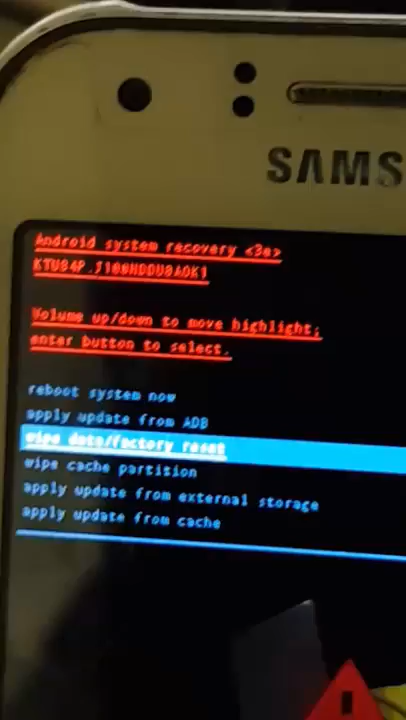 SAMS
Android system recovery <3e>
KTU84P.J100HDDU0AOK1
Volume up/down to move highlight;
enter button to select.
reboot system now
apply update from ADB
wipe data/factory reset
wipe cache partition
apply update from external storage
apply update from cache